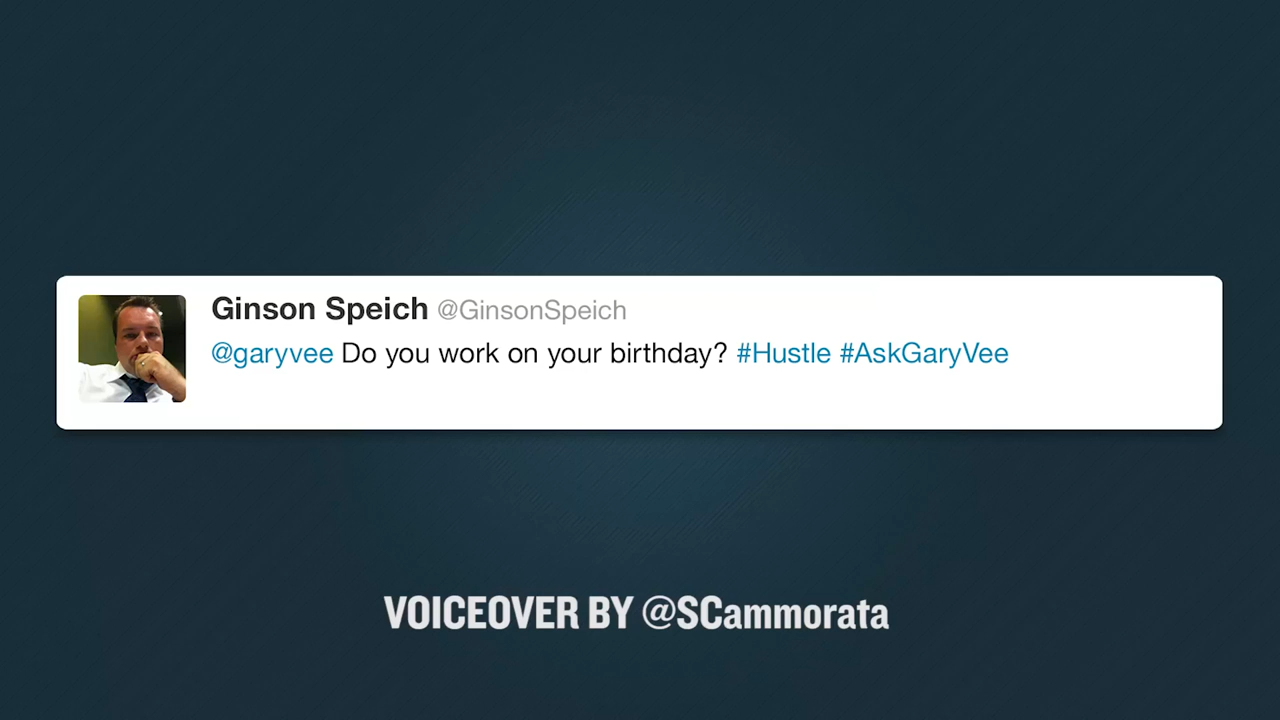 Ginson Speich @GinsonSpeich
@garyvee Do you work on your birthday? #Hustle #AskGaryVee
VOICEOVER BY @SCammorata